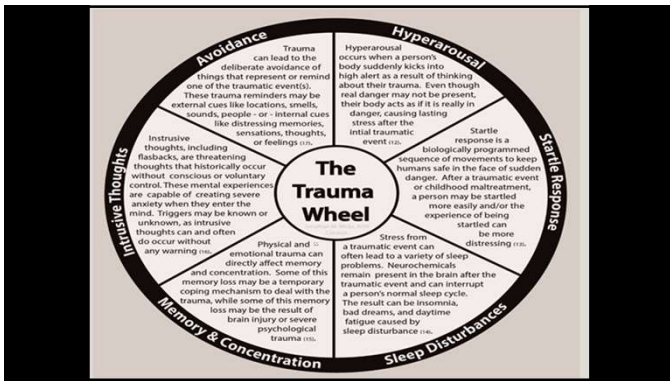 Avoidance
Trauma
can lead to the
deliberate avoidance of
things that represent or remind
one of the traumatic event(s).
These trauma reminders may be
external cues like locations, smells,
sounds, people - or - internal cues
like distressing memories,
sensations, thoughts,
or feelings (17).
Hyperarousal
Hyperarousal
occurs when a person's
body suddenly kicks into
high alert as a result of thinking
about their trauma. Even though
real danger may not be present,
their body acts as if it is really in
danger, causing lasting
stress after the
intial traumatic
event (12).
Startle Response
Startle
response is a
biologically programmed
sequence of movements to keep
humans safe in the face of sudden
danger. After a traumatic event
or childhood maltreatment,
a person may be startled
more easily and/or the
experience of being
startled can
be more
distressing (13).
Sleep Disturbances
Stress from
a traumatic event can
often lead to a variety of sleep
problems. Neurochemicals
remain present in the brain after the
traumatic event and can interrupt
a person's normal sleep cycle.
The result can be insomnia,
bad dreams, and daytime
fatigue caused by
sleep disturbance (14).
Memory & Concentration
Physical and
emotional trauma can
directly affect memory
and concentration. Some of this
memory loss may be a temporary
coping mechanism to deal with the
trauma, while some of this memory
loss may be the result of
brain injury or severe
psychological
trauma (15).
Intrusive Thoughts
Intrusive
thoughts, including
flasbacks, are threatening
thoughts that historically occur
without conscious or voluntary
control. These mental experiences
are capable of creating severe
anxiety when they enter the
mind. Triggers may be known or
unknown, as intrusive
thoughts can and often
do occur without
any warning (16).
The
Trauma
Wheel